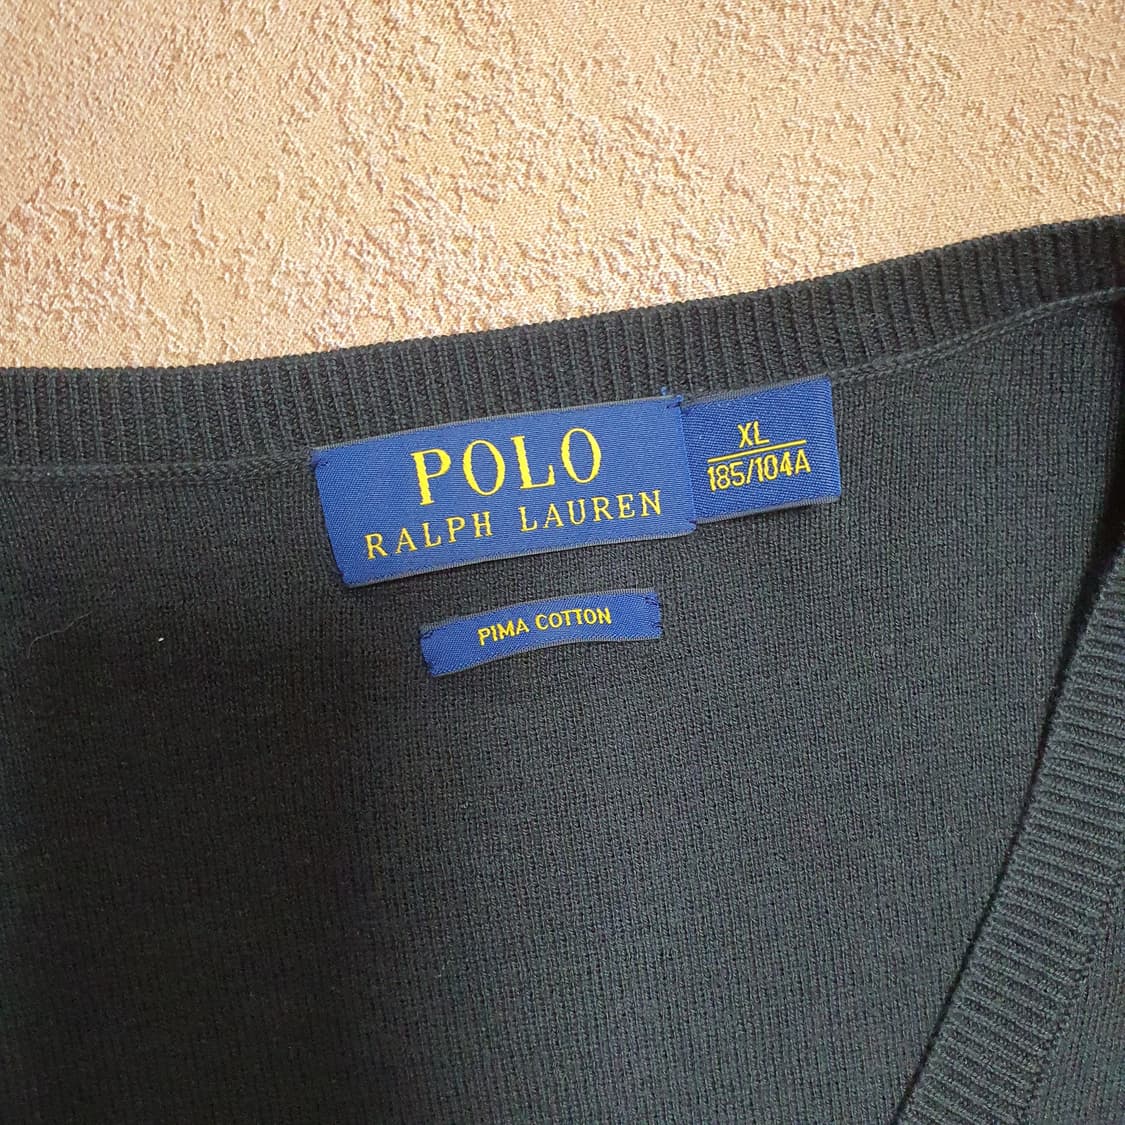 POLO
RALPH LAUREN
XL
185/104A
PIMA COTTON